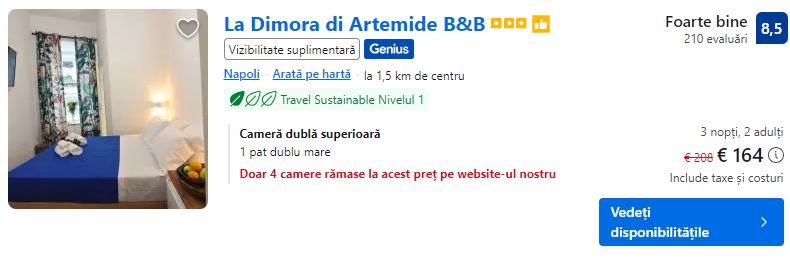 La Dimora di Artemide B&B
Vizibilitate suplimentară Genius
Napoli Arată pe hartă la 1,5 km de centru
Travel Sustainable Nivelul 1
Cameră dublă superioară
1 pat dublu mare
Doar 4 camere rămase la acest preț pe website-ul nostru
Foarte bine 8,5
210 evaluări
3 nopți, 2 adulți
€ 208 € 164
Include taxe și costuri
Vedeți
disponibilitățile